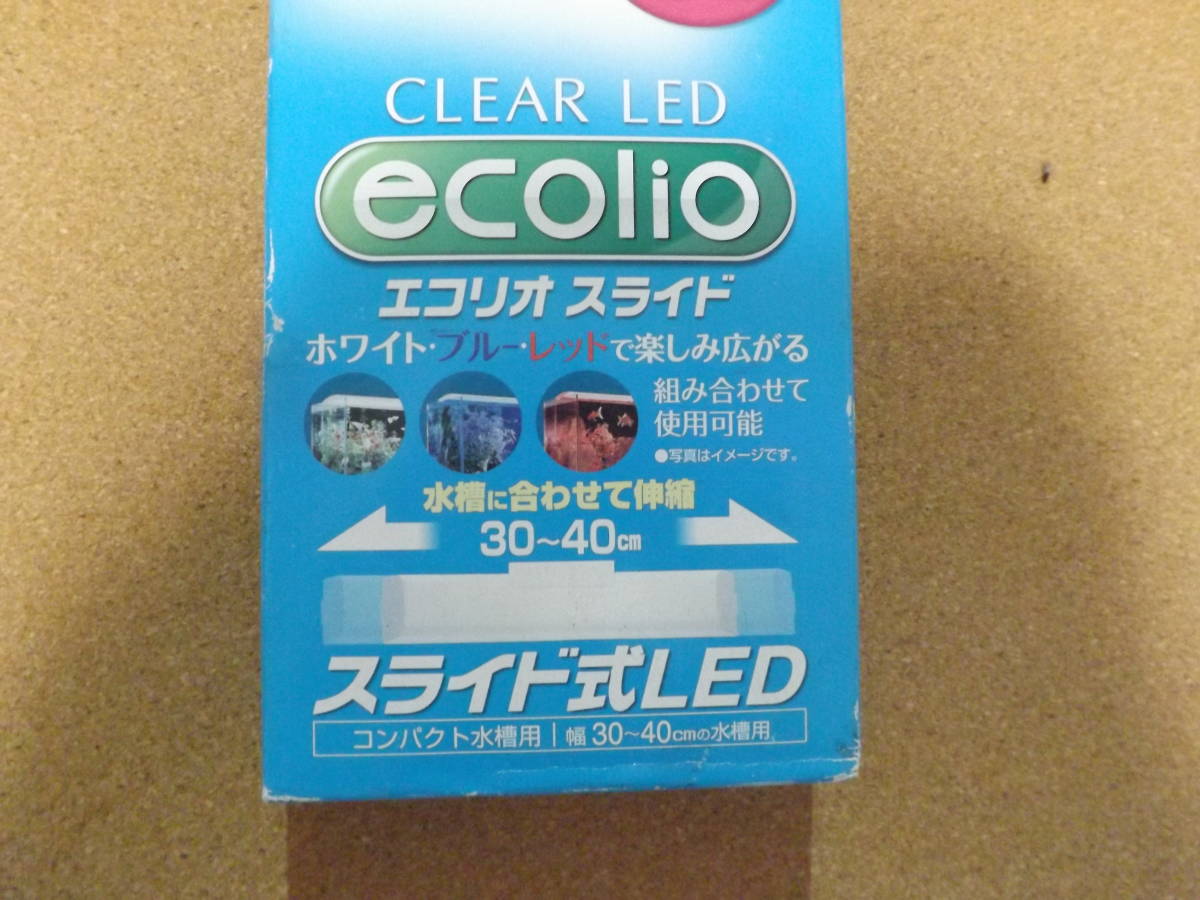 CLEAR LED
ecolio
エコリオ スライド
ホワイト・ブルー・レッドで楽しみ広がる
組み合わせて
使用可能
●写真はイメージです。
水槽に合わせて伸縮
30～40cm
スライド式LED
コンパクト水槽用｜幅30～40cmの水槽用